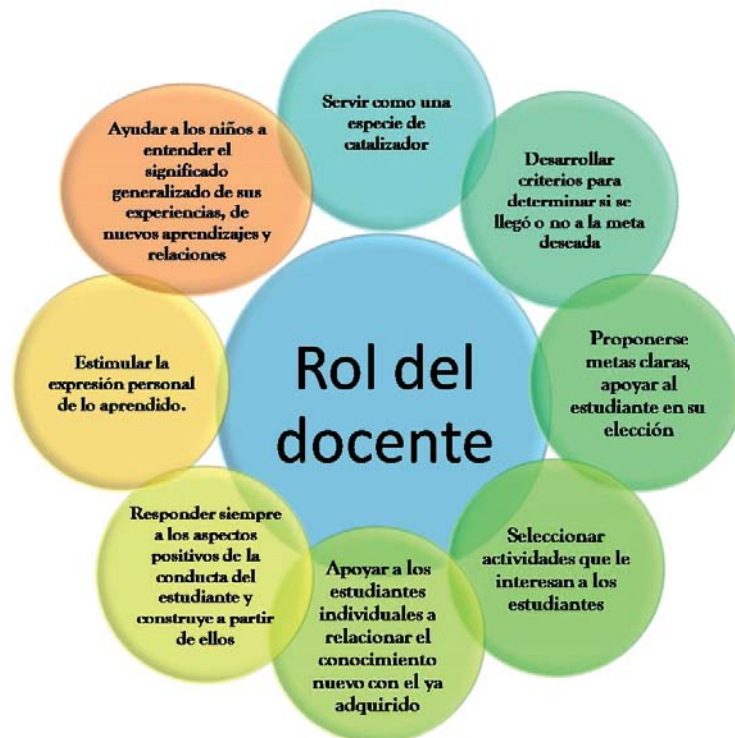 Servir como una
especie de
catalizador
Desarrollar
criterios para
determinar si se
llegó o no a la meta
deseada
Proponerse
metas claras,
apoyar al
estudiante en su
elección
Seleccionar
actividades que le
interesan a los
estudiantes
Apoyar a los
estudiantes
individuales a
relacionar el
conocimiento
nuevo con el ya
adquirido
Responder siempre
a los aspectos
positivos de la
conducta del
estudiante y
construye a partir
de ellos
Estimular la
expresión personal
de lo aprendido.
Ayudar a los niños a
entender el
significado
generalizado de sus
experiencias, de
nuevos aprendizajes y
relaciones
Rol del
docente